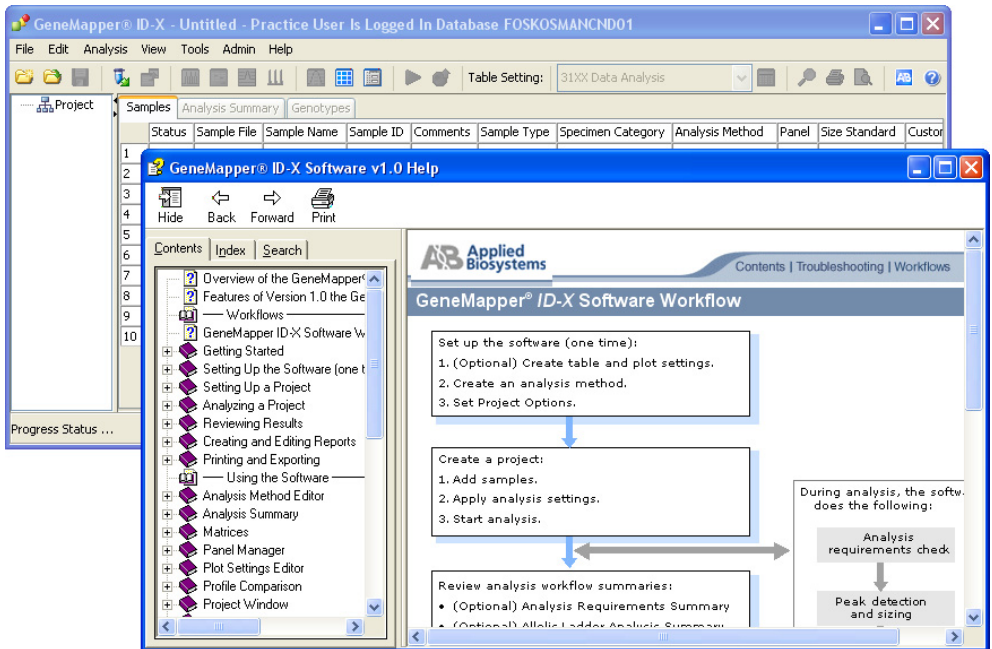 GeneMapper® ID-X - Untitled - Practice User Is Logged In Database FOSKOSMANCND01
File Edit Analysis View Tools Admin Help
Table Setting: 31XX Data Analysis
Project
Samples Analysis Summary Genotypes
Status Sample File Sample Name Sample ID Comments Sample Type Specimen Category Analysis Method Panel Size Standard Custor
1
2
3
4
5
6
7
8
9
10
Progress Status ...
GeneMapper® ID-X Software v1.0 Help
Hide Back Forward Print
Contents Index Search
Overview of the GeneMapper
Features of Version 1.0 the Ge
Workflows
GeneMapper ID-X Software W
Getting Started
Setting Up the Software (one t
Setting Up a Project
Analyzing a Project
Reviewing Results
Creating and Editing Reports
Printing and Exporting
Using the Software
Analysis Method Editor
Analysis Summary
Matrices
Panel Manager
Plot Settings Editor
Profile Comparison
Project Window
AB Applied
Biosystems
Contents | Troubleshooting | Workflows
GeneMapper® ID-X Software Workflow
Set up the software (one time):
1. (Optional) Create table and plot settings.
2. Create an analysis method.
3. Set Project Options.
Create a project:
1. Add samples.
2. Apply analysis settings.
3. Start analysis.
Review analysis workflow summaries:
• (Optional) Analysis Requirements Summary
• (Optional) Allelic Ladder Analysis Summary
During analysis, the softw
does the following:
Analysis
requirements check
Peak detection
and sizing